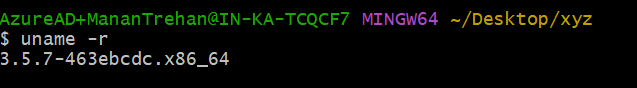 AzureAD+MananTrehan@IN-KA-TCQCF7 MINGW64 ~/Desktop/xyz
$ uname -r
3.5.7-463ebcdc.x86_64